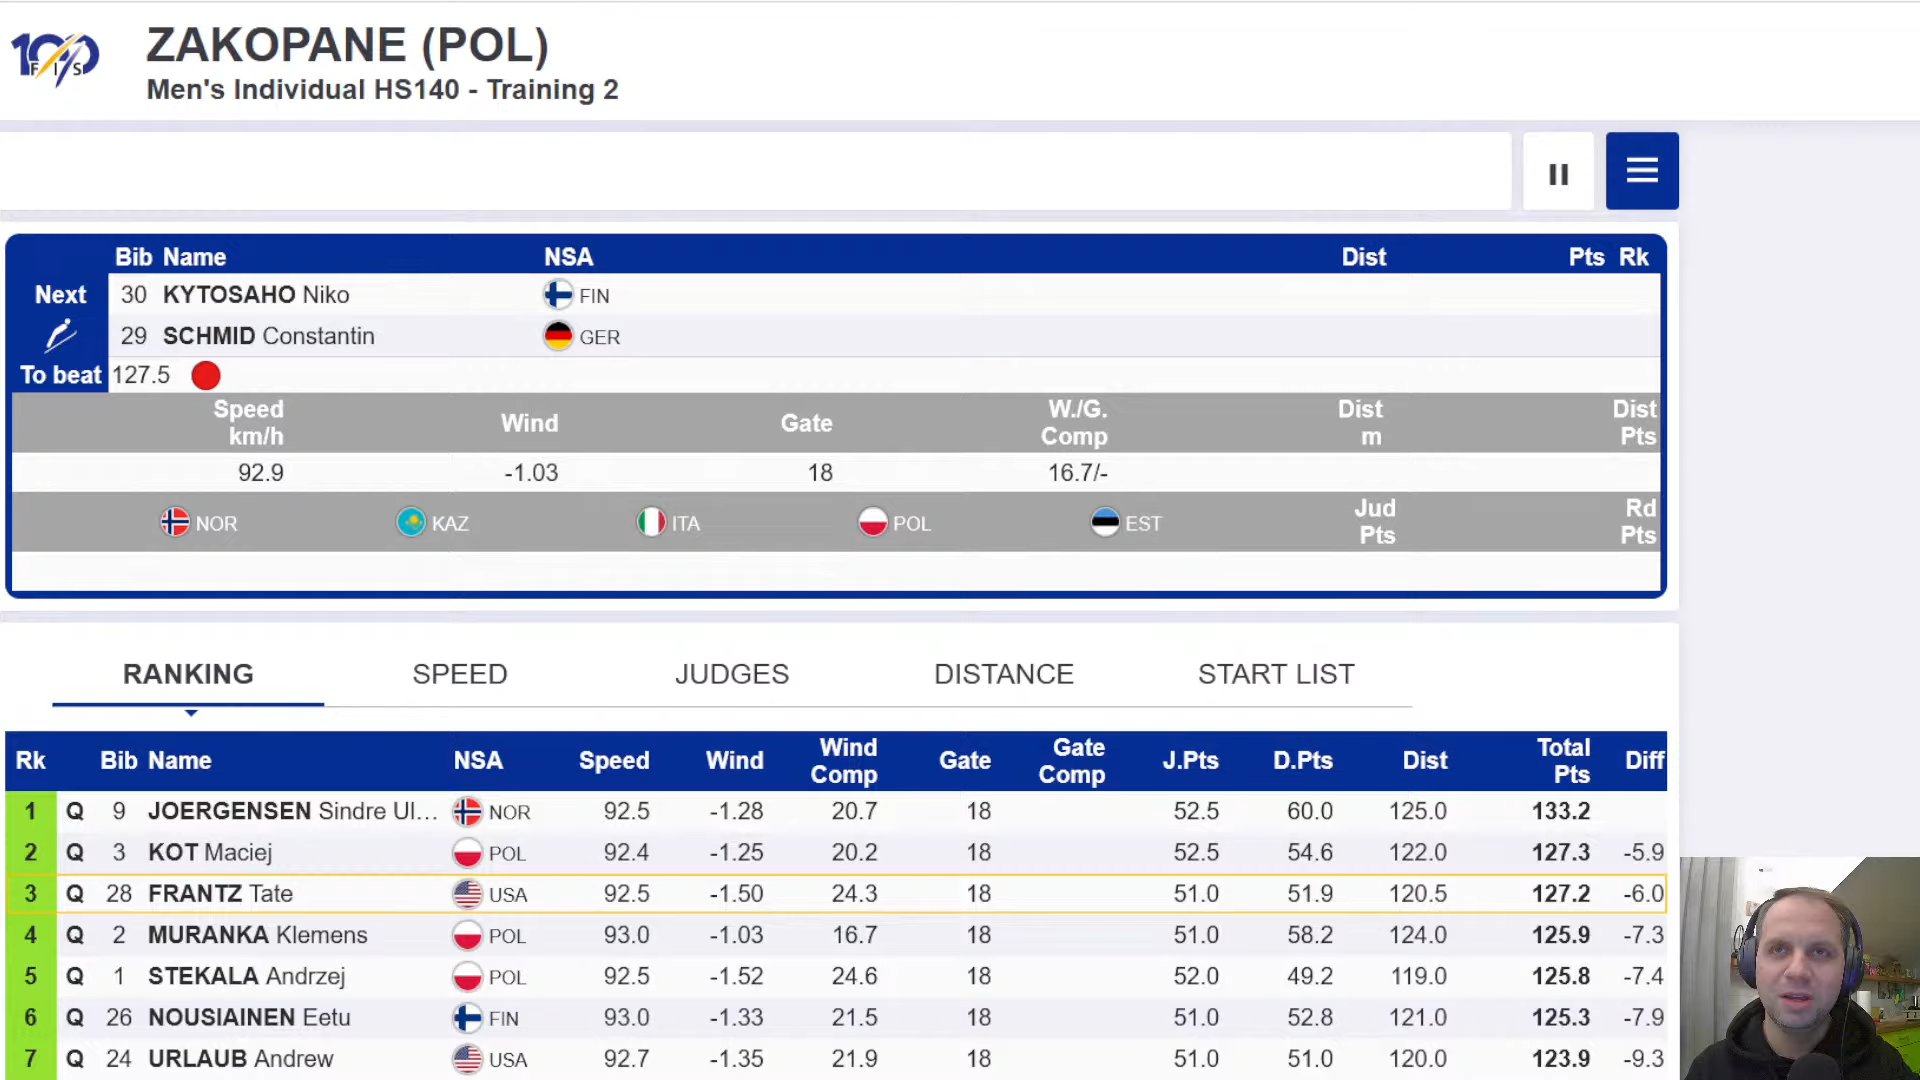 100 FIS
ZAKOPANE (POL)
Men's Individual HS140 - Training 2
Bib Name NSA Dist Pts Rk
Next 30 KYTOSAHO Niko FIN
29 SCHMID Constantin GER
To beat 127.5
Speed km/h Wind Gate W./G. Comp Dist m Dist Pts
92.9 -1.03 18 16.7/-
NOR KAZ ITA POL EST Jud Pts Rd Pts
RANKING SPEED JUDGES DISTANCE START LIST
Rk Bib Name NSA Speed Wind Wind Comp Gate Gate Comp J.Pts D.Pts Dist Total Pts Diff
1 Q 9 JOERGENSEN Sindre Ul... NOR 92.5 -1.28 20.7 18 52.5 60.0 125.0 133.2
2 Q 3 KOT Maciej POL 92.4 -1.25 20.2 18 52.5 54.6 122.0 127.3 -5.9
3 Q 28 FRANTZ Tate USA 92.5 -1.50 24.3 18 51.0 51.9 120.5 127.2 -6.0
4 Q 2 MURANKA Klemens POL 93.0 -1.03 16.7 18 51.0 58.2 124.0 125.9 -7.3
5 Q 1 STEKALA Andrzej POL 92.5 -1.52 24.6 18 52.0 49.2 119.0 125.8 -7.4
6 Q 26 NOUSIAINEN Eetu FIN 93.0 -1.33 21.5 18 51.0 52.8 121.0 125.3 -7.9
7 Q 24 URLAUB Andrew USA 92.7 -1.35 21.9 18 51.0 51.0 120.0 123.9 -9.3